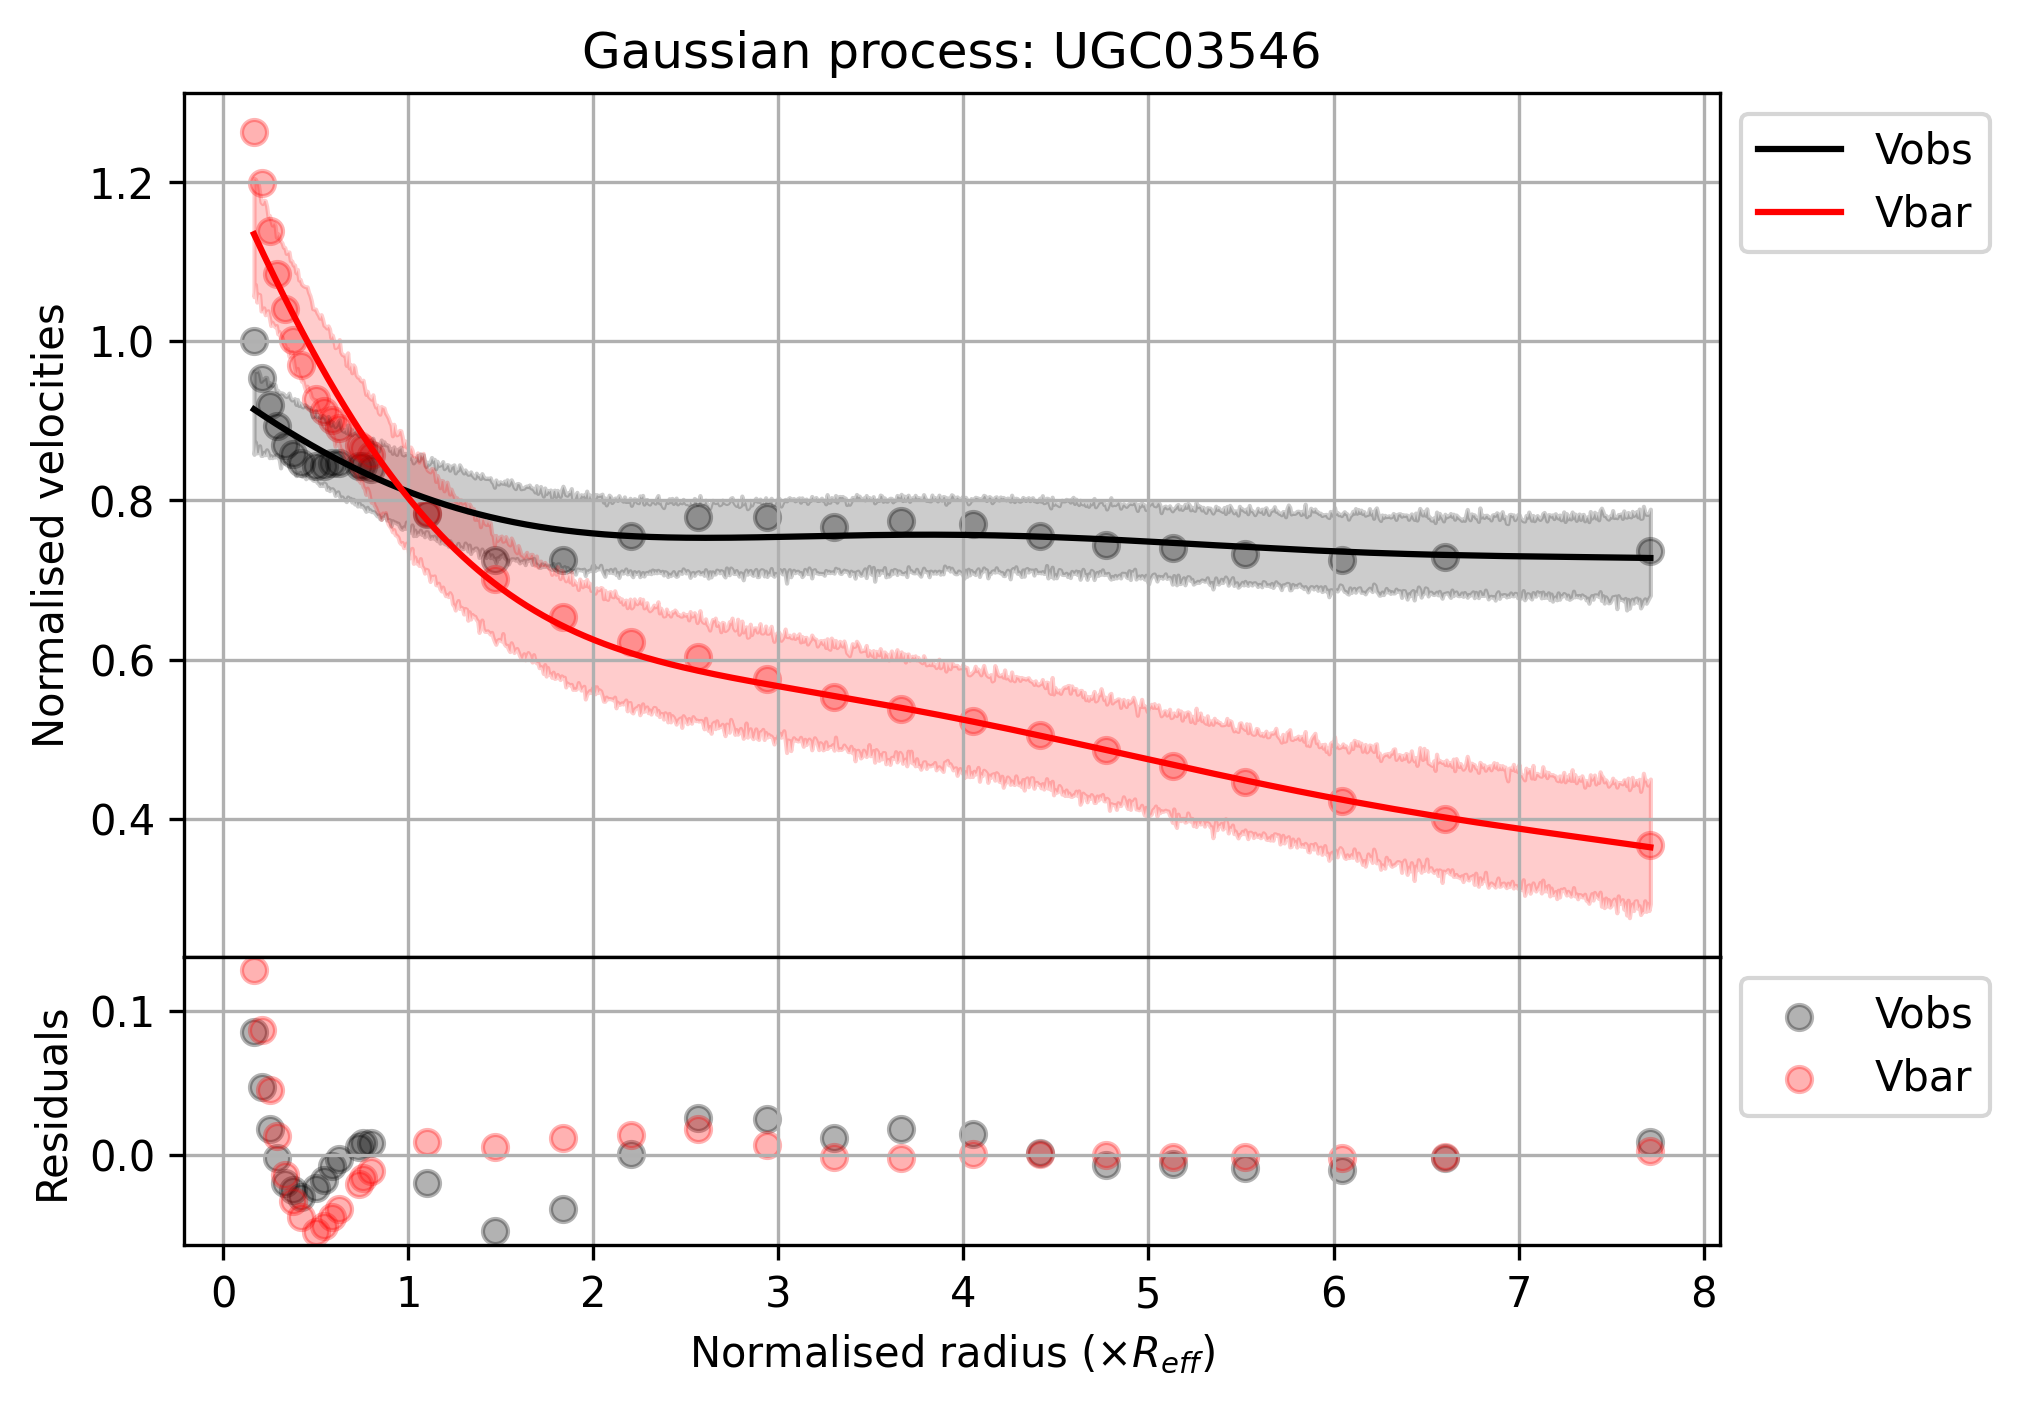 Gaussian process: UGC03546
Normalised velocities
1.2
1.0
0.8
0.6
0.4
Vobs
Vbar
Residuals
0.1
0.0
Vobs
Vbar
0 1 2 3 4 5 6 7 8
Normalised radius (×R_eff)